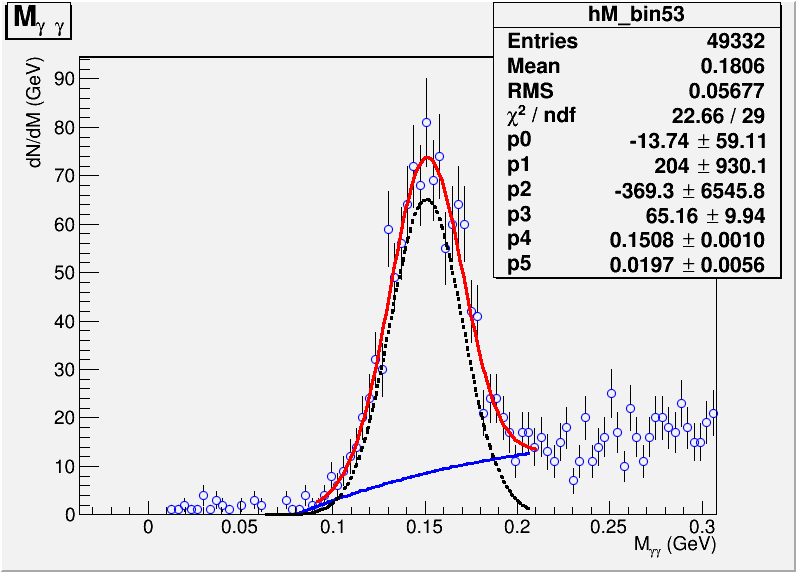 M_γ γ
hM_bin53
Entries 49332
Mean 0.1806
RMS 0.05677
χ² / ndf 22.66 / 29
p0 -13.74 ± 59.11
p1 204 ± 930.1
p2 -369.3 ± 6545.8
p3 65.16 ± 9.94
p4 0.1508 ± 0.0010
p5 0.0197 ± 0.0056
dN/dM (GeV)
90
80
70
60
50
40
30
20
10
0
0 0.05 0.1 0.15 0.2 0.25 0.3
M_γγ (GeV)